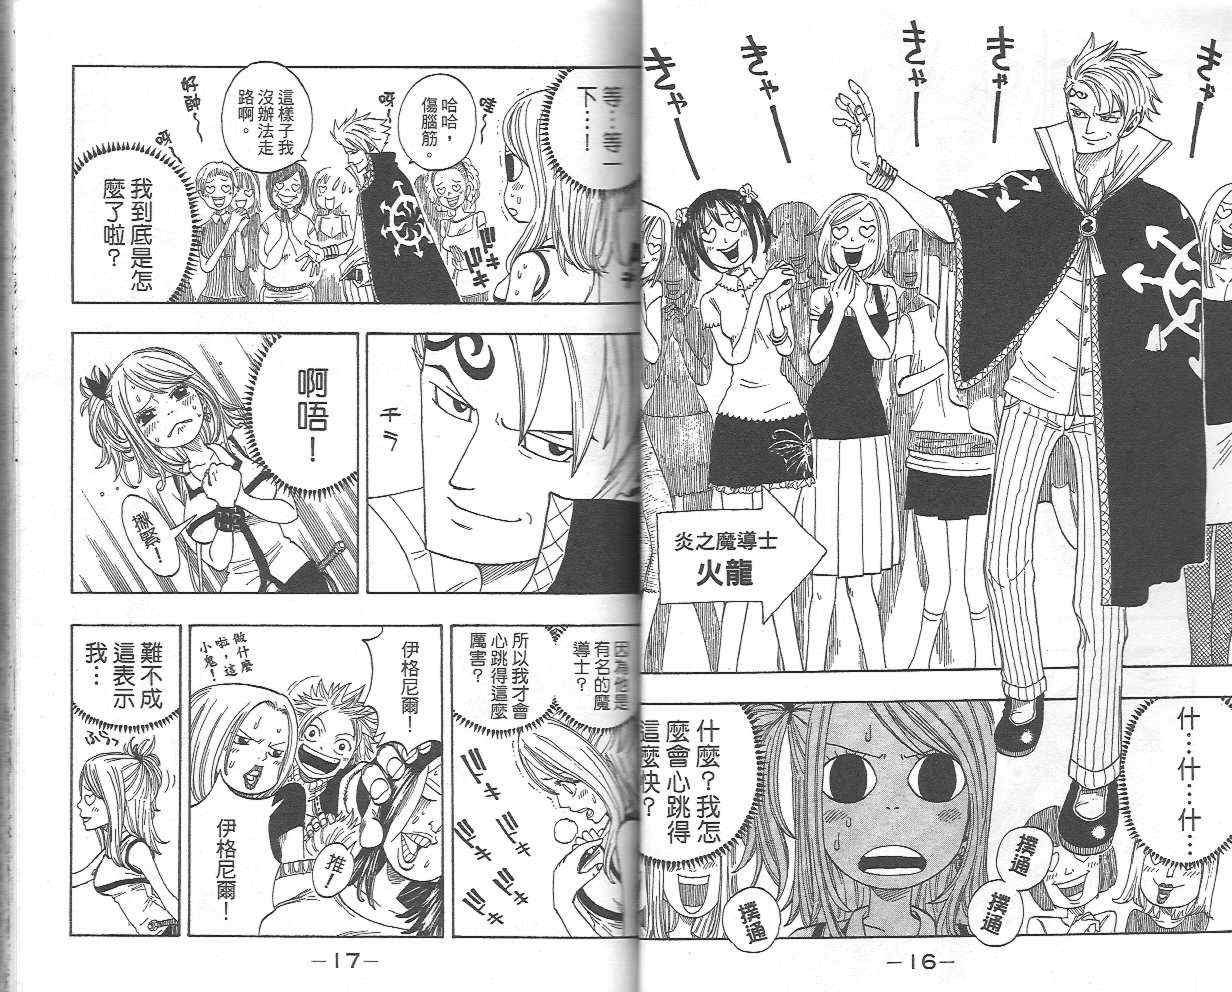 きゃー
きゃー
きゃー
きゃー
きゃー
炎之魔導士
火龍
什…什…什…
撲通
撲通
撲通
什麼？我怎
麼會心跳得
這麼快？
—16—
等…等一
下…！
哇～
哈哈，
傷腦筋。
呀～
這樣子我
沒辦法走
路啊。
好帥～
呀～
ドキ
ドキ
我到底是怎
麼了啦？
チラ
啊唔！
揪緊！
因為他是
有名的魔
導士？
所以我才會
心跳得這麼
厲害？
ドキ
ドキ
ドキ
ドキ
伊格尼爾！
做什麼
啦，這
小鬼！
推！
伊格尼爾！
難不成
這表示
我…
ふらっ
—17—